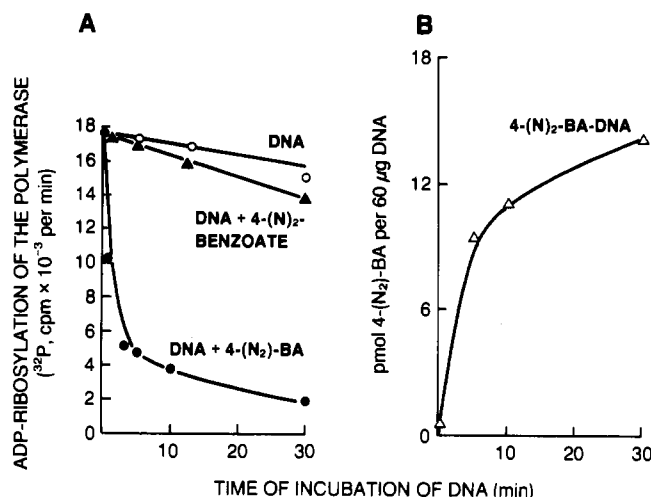 A
ADP-RIBOSYLATION OF THE POLYMERASE
(³²P, cpm × 10⁻³ per min)
18
16
14
12
10
8
6
4
2
0
DNA
DNA + 4-(N)₂-
BENZOATE
DNA + 4-(N₂)-BA
10
20
30
B
pmol 4-(N₂)-BA per 60 µg DNA
18
12
6
0
4-(N)₂-BA-DNA
10
20
30
TIME OF INCUBATION OF DNA (min)